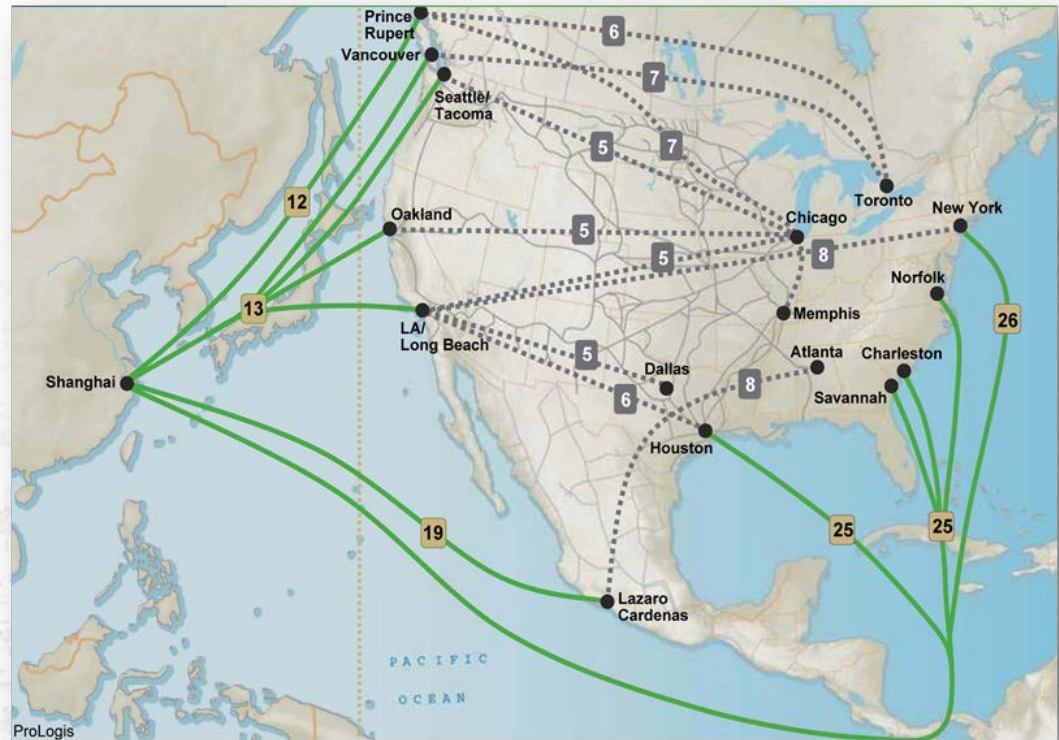 Prince
Rupert
6
Vancouver
7
Seattle/
Tacoma
5
7
12
Toronto
Oakland
Chicago
New York
5
5
8
Norfolk
13
LA/
Long Beach
Memphis
26
Atlanta
Charleston
5
Dallas
8
Shanghai
6
Savannah
Houston
19
25
25
Lazaro
Cardenas
PACIFIC
OCEAN
ProLogis